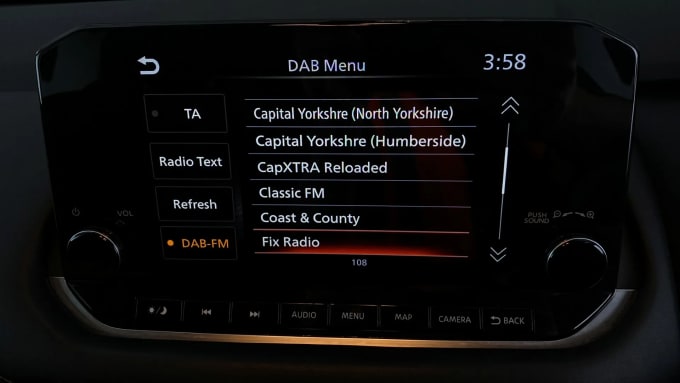 DAB Menu
3:58
TA
Radio Text
Refresh
DAB-FM
Capital Yorkshre (North Yorkshire)
Capital Yorkshre (Humberside)
CapXTRA Reloaded
Classic FM
Coast & County
Fix Radio
108
VOL
PUSH
SOUND
AUDIO
MENU
MAP
CAMERA
BACK